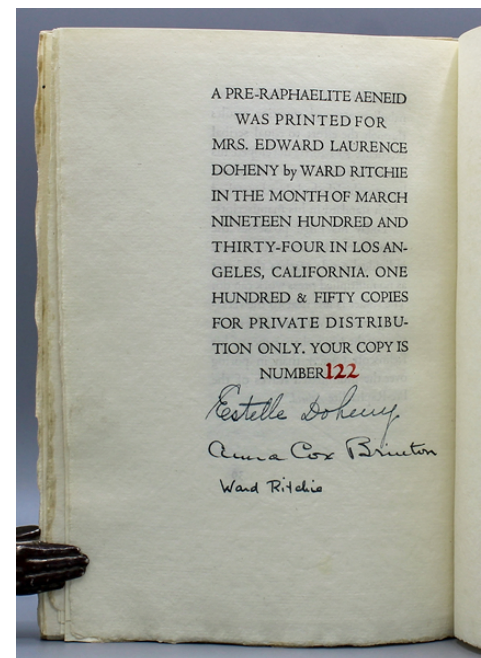 A PRE-RAPHAELITE AENEID
WAS PRINTED FOR
MRS. EDWARD LAURENCE
DOHENY by WARD RITCHIE
IN THE MONTH OF MARCH
NINETEEN HUNDRED AND
THIRTY-FOUR IN LOS AN-
GELES, CALIFORNIA. ONE
HUNDRED & FIFTY COPIES
FOR PRIVATE DISTRIBU-
TION ONLY. YOUR COPY IS
NUMBER 122
Estelle Doheny
Anna Cox Brinton
Ward Ritchie